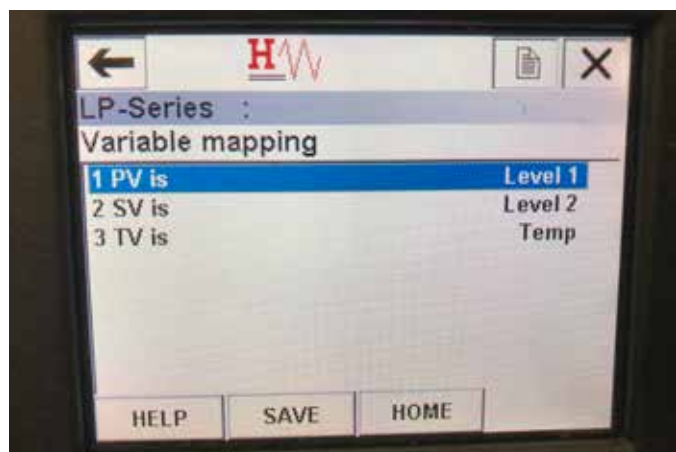 H
LP-Series :
Variable mapping
1 PV is Level 1
2 SV is Level 2
3 TV is Temp
HELP SAVE HOME